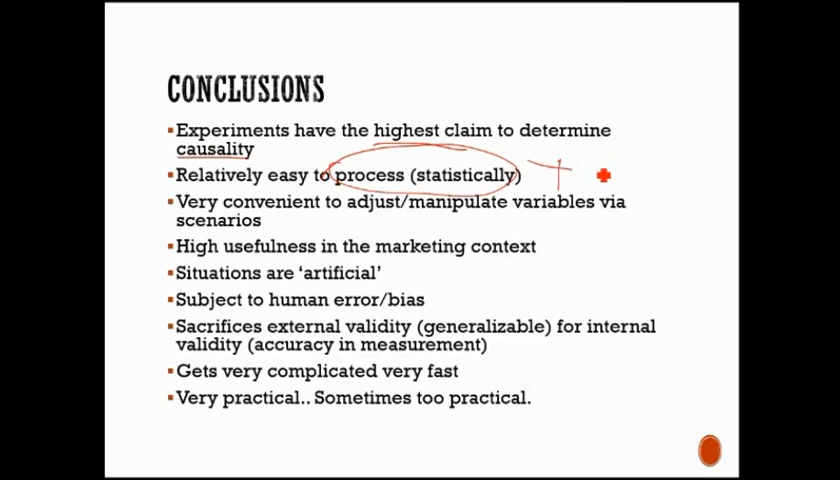 CONCLUSIONS
▪Experiments have the highest claim to determine
causality
▪Relatively easy to process (statistically)
▪Very convenient to adjust/manipulate variables via
scenarios
▪High usefulness in the marketing context
▪Situations are ‘artificial’
▪Subject to human error/bias
▪Sacrifices external validity (generalizable) for internal
validity (accuracy in measurement)
▪Gets very complicated very fast
▪Very practical.. Sometimes too practical.